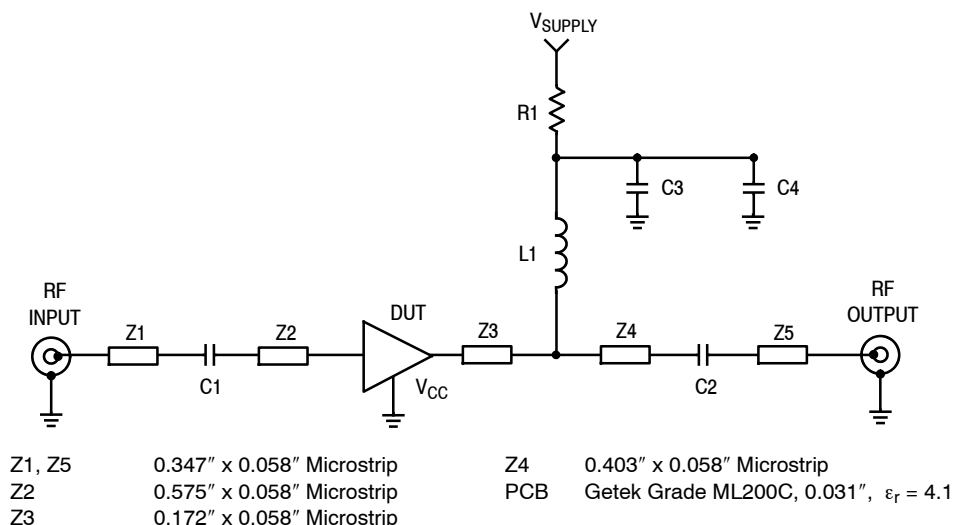 VSUPPLY
R1
C3
C4
L1
RF
INPUT
Z1
C1
Z2
DUT
VCC
Z3
Z4
C2
Z5
RF
OUTPUT
Z1, Z5 0.347″ x 0.058″ Microstrip
Z2 0.575″ x 0.058″ Microstrip
Z3 0.172″ x 0.058″ Microstrip
Z4 0.403″ x 0.058″ Microstrip
PCB Getek Grade ML200C, 0.031″, εr = 4.1